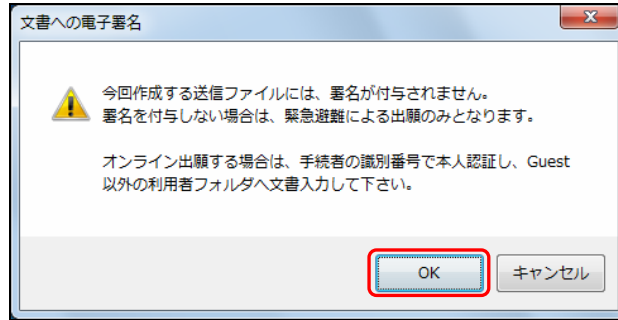 文書への電子署名
今回作成する送信ファイルには、署名が付与されません。
署名を付与しない場合は、緊急避難による出願のみとなります。
オンライン出願する場合は、手続者の識別番号で本人認証し、Guest
以外の利用者フォルダへ文書入力して下さい。
OK
キャンセル